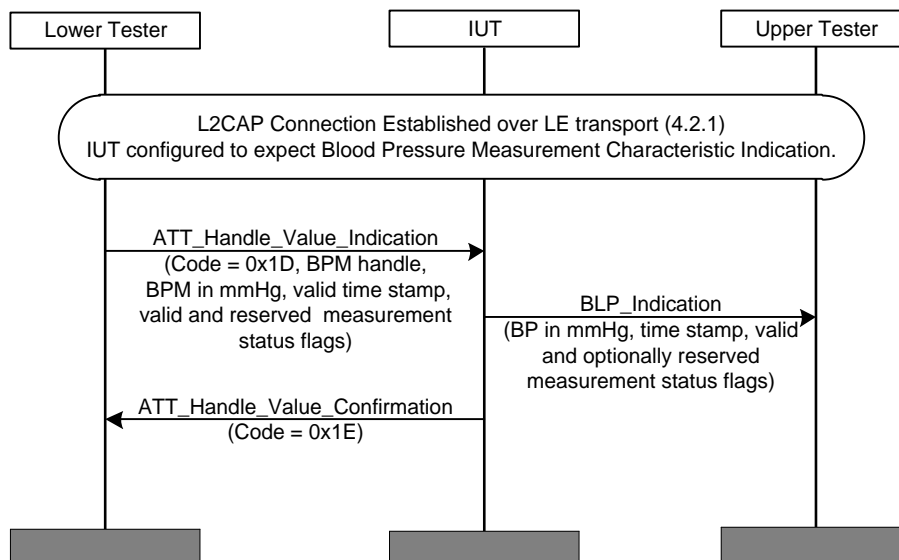 Lower Tester
IUT
Upper Tester
L2CAP Connection Established over LE transport (4.2.1)
IUT configured to expect Blood Pressure Measurement Characteristic Indication.
ATT_Handle_Value_Indication
(Code = 0x1D, BPM handle,
BPM in mmHg, valid time stamp,
valid and reserved measurement
status flags)
BLP_Indication
(BP in mmHg, time stamp, valid
and optionally reserved
measurement status flags)
ATT_Handle_Value_Confirmation
(Code = 0x1E)